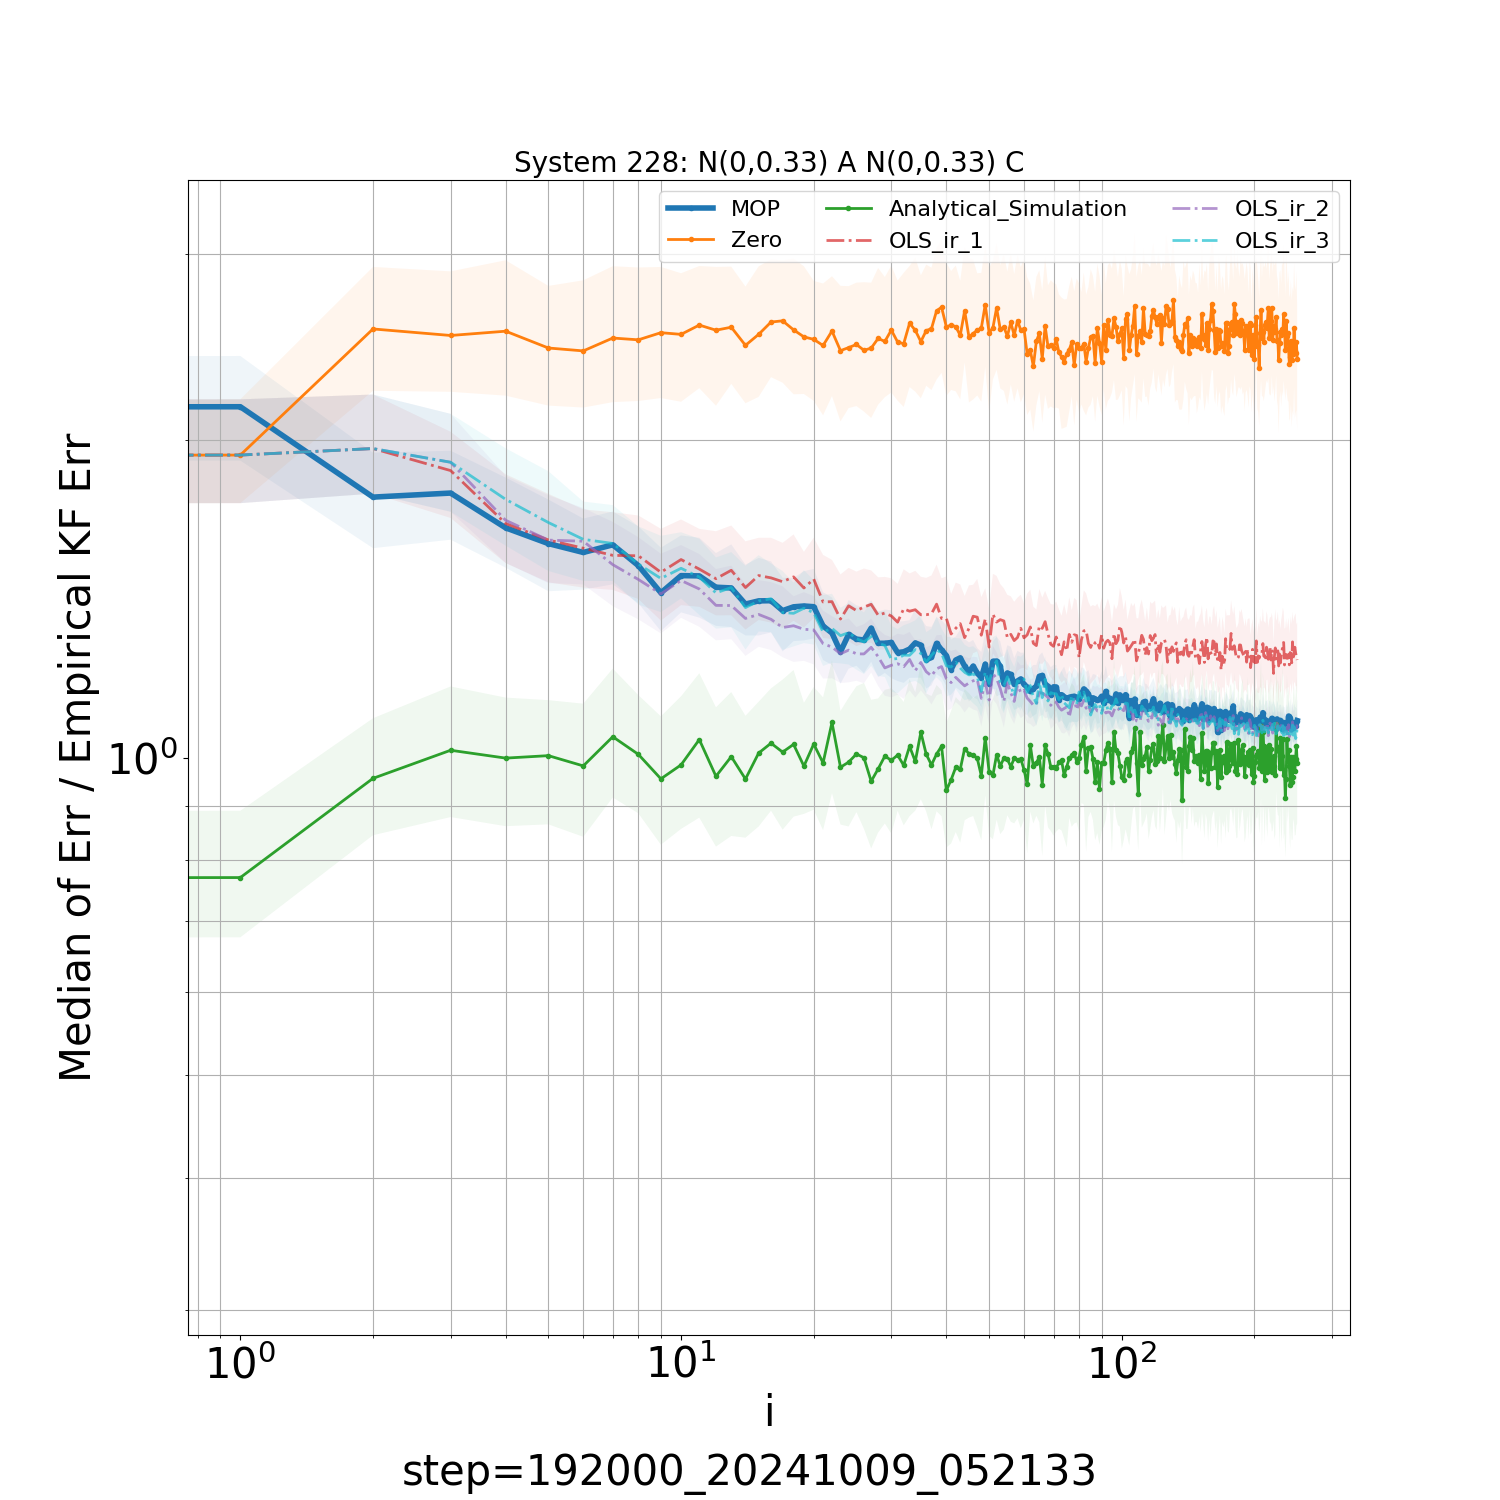 System 228: N(0,0.33) A N(0,0.33) C
MOP
Zero
Analytical_Simulation
OLS_ir_1
OLS_ir_2
OLS_ir_3
Median of Err / Empirical KF Err
10⁰
10⁰ 10¹ 10²
i
step=192000_20241009_052133